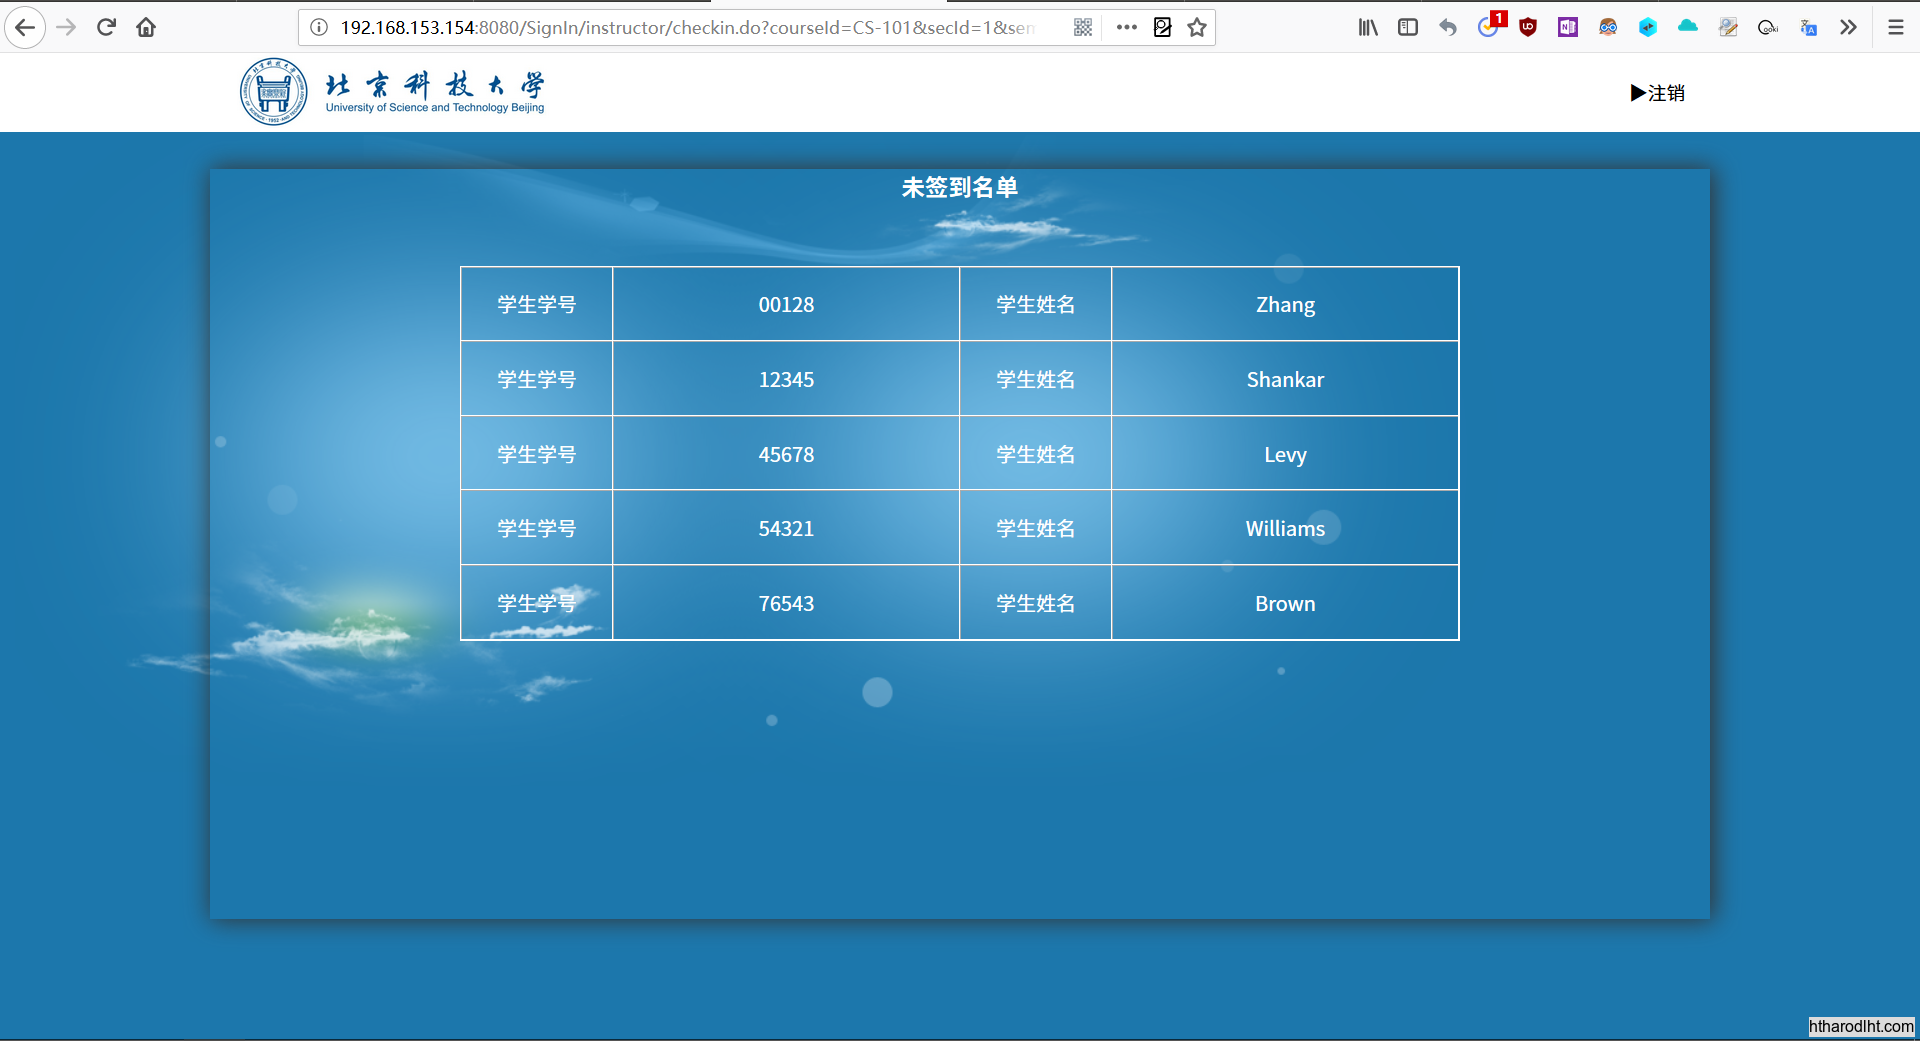 192.168.153.154:8080/SignIn/instructor/checkin.do?courseId=CS-101&secId=1&sem
1
北京科技大学
University of Science and Technology Beijing
▶注销
未签到名单
学生学号 00128 学生姓名 Zhang
学生学号 12345 学生姓名 Shankar
学生学号 45678 学生姓名 Levy
学生学号 54321 学生姓名 Williams
学生学号 76543 学生姓名 Brown
htharodlht.com